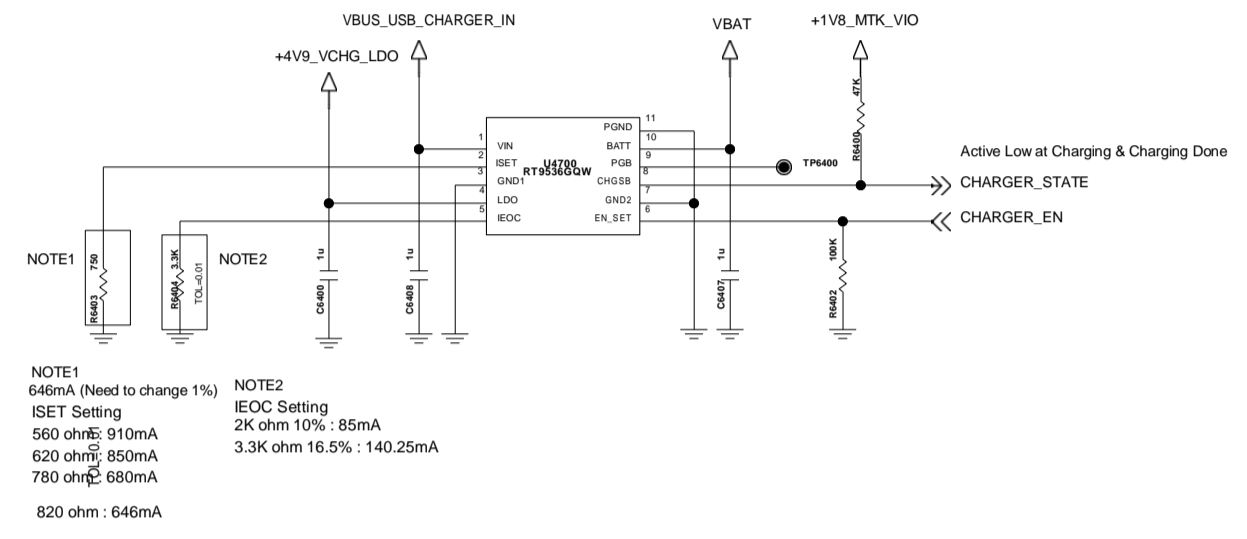 VBUS_USB_CHARGER_IN
VBAT
+1V8_MTK_VIO
+4V9_VCHG_LDO
47K
R6400
11
PGND
1
10
VIN
BATT
2
9
ISET
U4700
PGB
TP6400
3
RT9536GQW
8
GND1
CHGSB
4
7
LDO
GND2
5
6
IEOC
EN_SET
Active Low at Charging & Charging Done
CHARGER_STATE
CHARGER_EN
NOTE1
750
R6403
3.3K
R6404
TOL=0.01
NOTE2
1u
C6400
1u
C6408
1u
C6407
100K
R6402
NOTE1
646mA (Need to change 1%)
ISET Setting
560 ohm : 910mA
620 ohm : 850mA
780 ohm : 680mA
820 ohm : 646mA
TOL=0.01
NOTE2
IEOC Setting
2K ohm 10% : 85mA
3.3K ohm 16.5% : 140.25mA